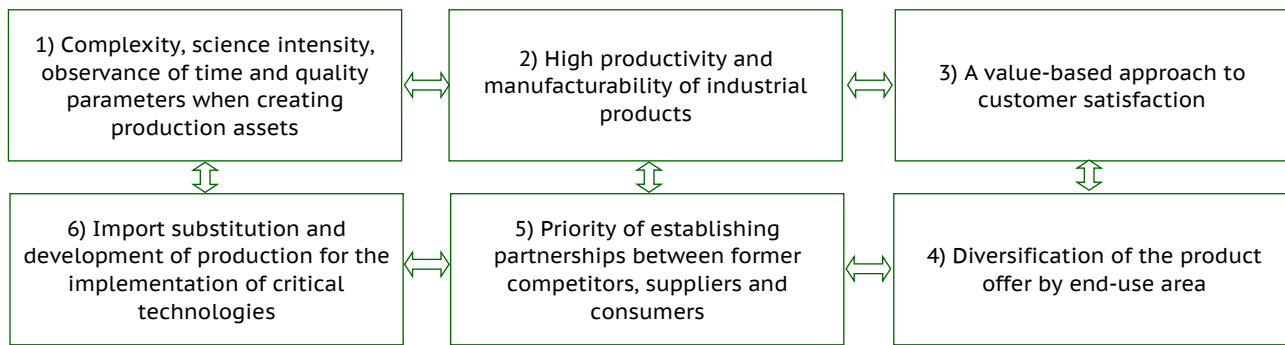 1) Complexity, science intensity,
observance of time and quality
parameters when creating
production assets
2) High productivity and
manufacturability of industrial
products
3) A value-based approach to
customer satisfaction
6) Import substitution and
development of production for the
implementation of critical
technologies
5) Priority of establishing
partnerships between former
competitors, suppliers and
consumers
4) Diversification of the product
offer by end-use area